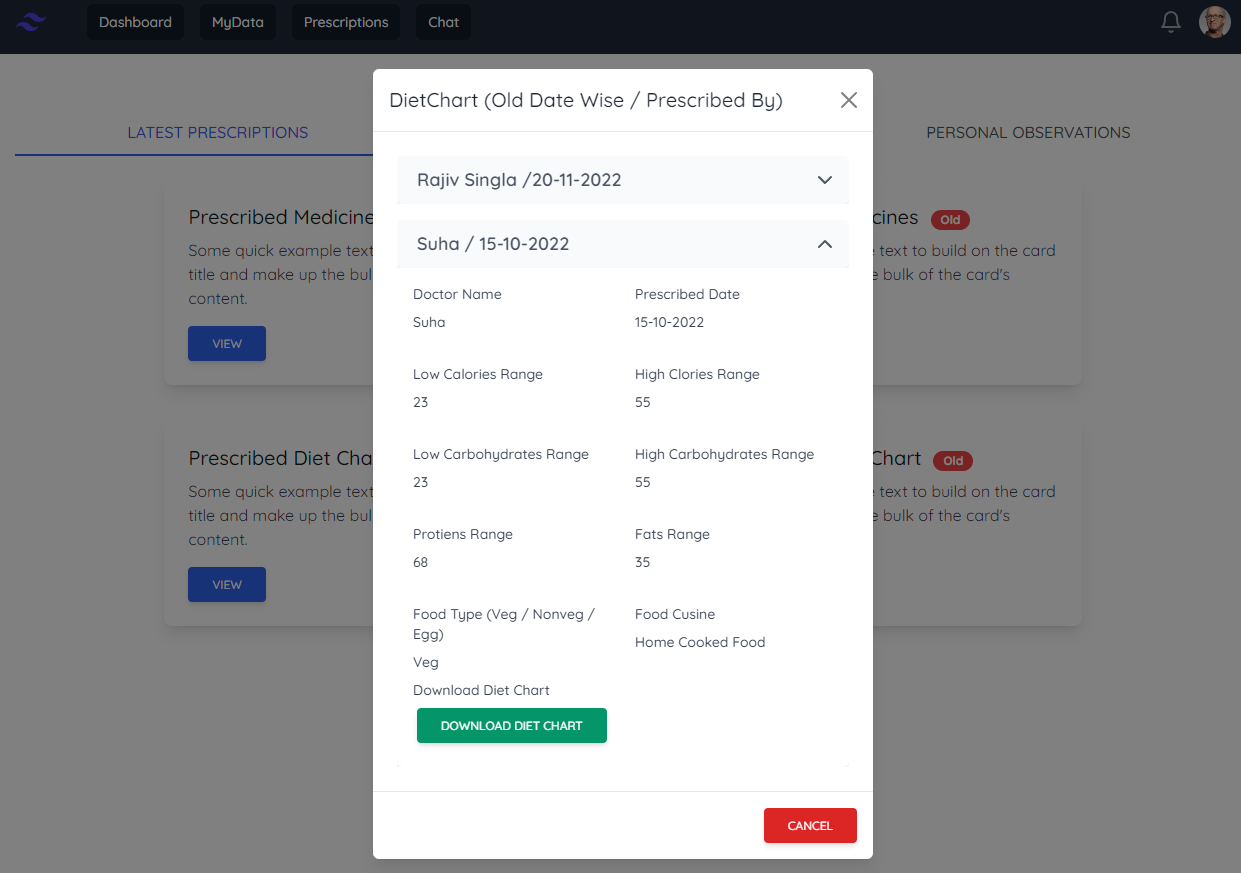 Dashboard MyData Prescriptions Chat
DietChart (Old Date Wise / Prescribed By)
LATEST PRESCRIPTIONS
PERSONAL OBSERVATIONS
Rajiv Singla /20-11-2022
Suha / 15-10-2022
Doctor Name Prescribed Date
Suha 15-10-2022
Low Calories Range High Clories Range
23 55
Low Carbohydrates Range High Carbohydrates Range
23 55
Protiens Range Fats Range
68 35
Food Type (Veg / Nonveg / Food Cusine
Egg) Home Cooked Food
Veg
Download Diet Chart
DOWNLOAD DIET CHART
CANCEL
Prescribed Medicine
Some quick example text
title and make up the bul
content.
VIEW
cines Old
text to build on the card
bulk of the card's
Prescribed Diet Cha
Some quick example text
title and make up the bul
content.
VIEW
Chart Old
text to build on the card
bulk of the card's